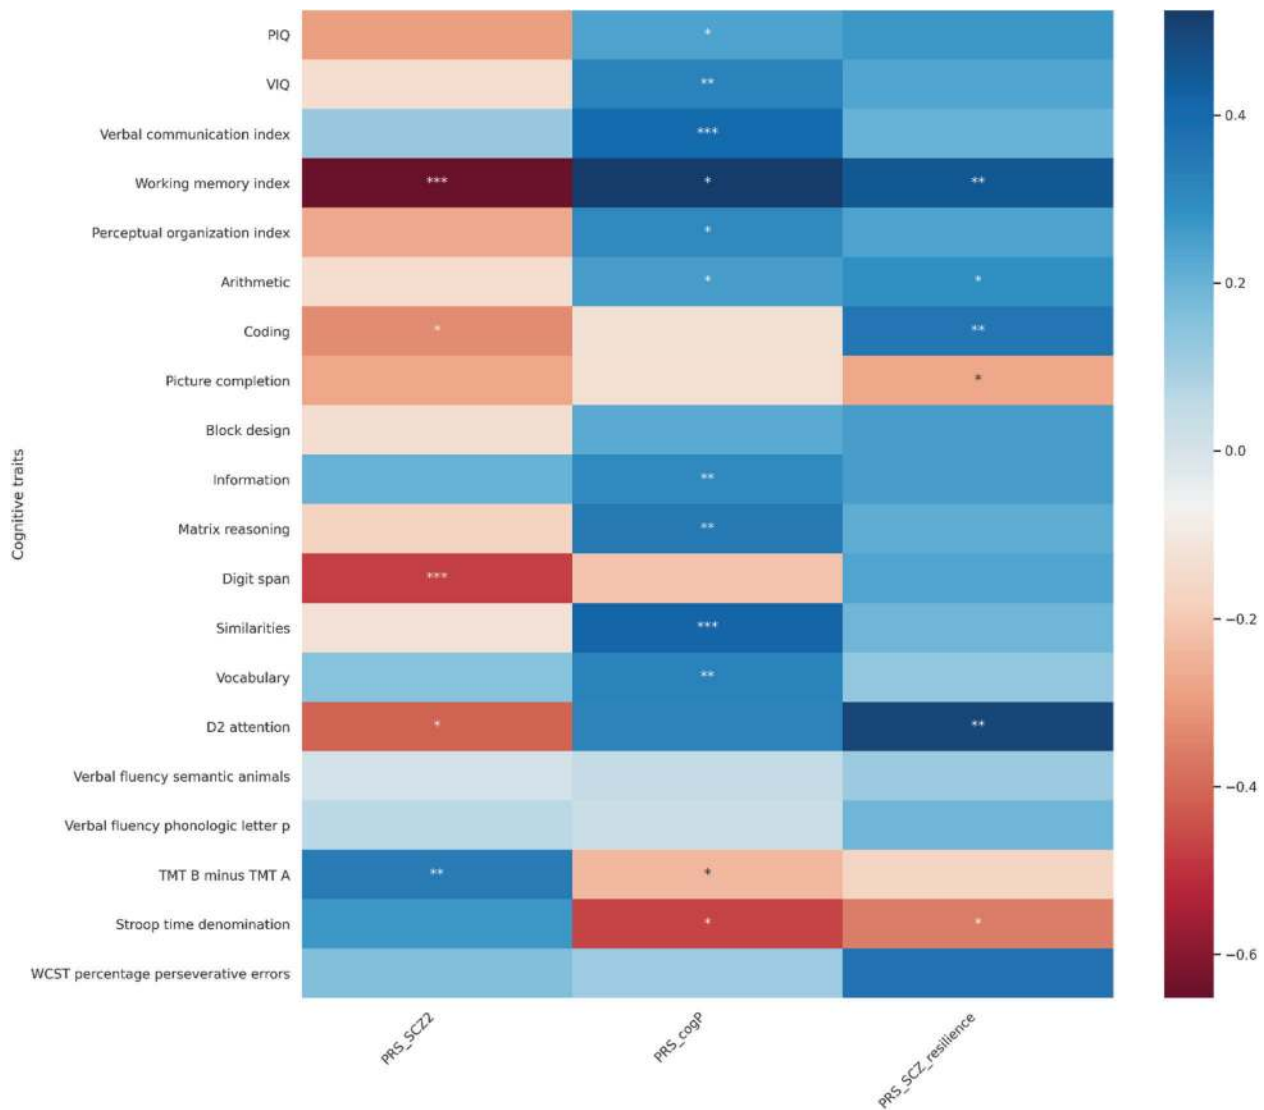 PIQ
*
VIQ
**
Verbal communication index
***
Working memory index
***
*
**
Perceptual organization index
*
Arithmetic
*
*
Coding
*
**
Picture completion
*
Block design
Information
**
Matrix reasoning
**
Digit span
***
Similarities
***
Vocabulary
**
D2 attention
*
**
Verbal fluency semantic animals
Verbal fluency phonologic letter p
TMT B minus TMT A
**
*
Stroop time denomination
*
*
WCST percentage perseverative errors
Cognitive traits
PRS_SCZ2
PRS_cogP
PRS_SCZ_resilience
0.4
0.2
0.0
−0.2
−0.4
−0.6